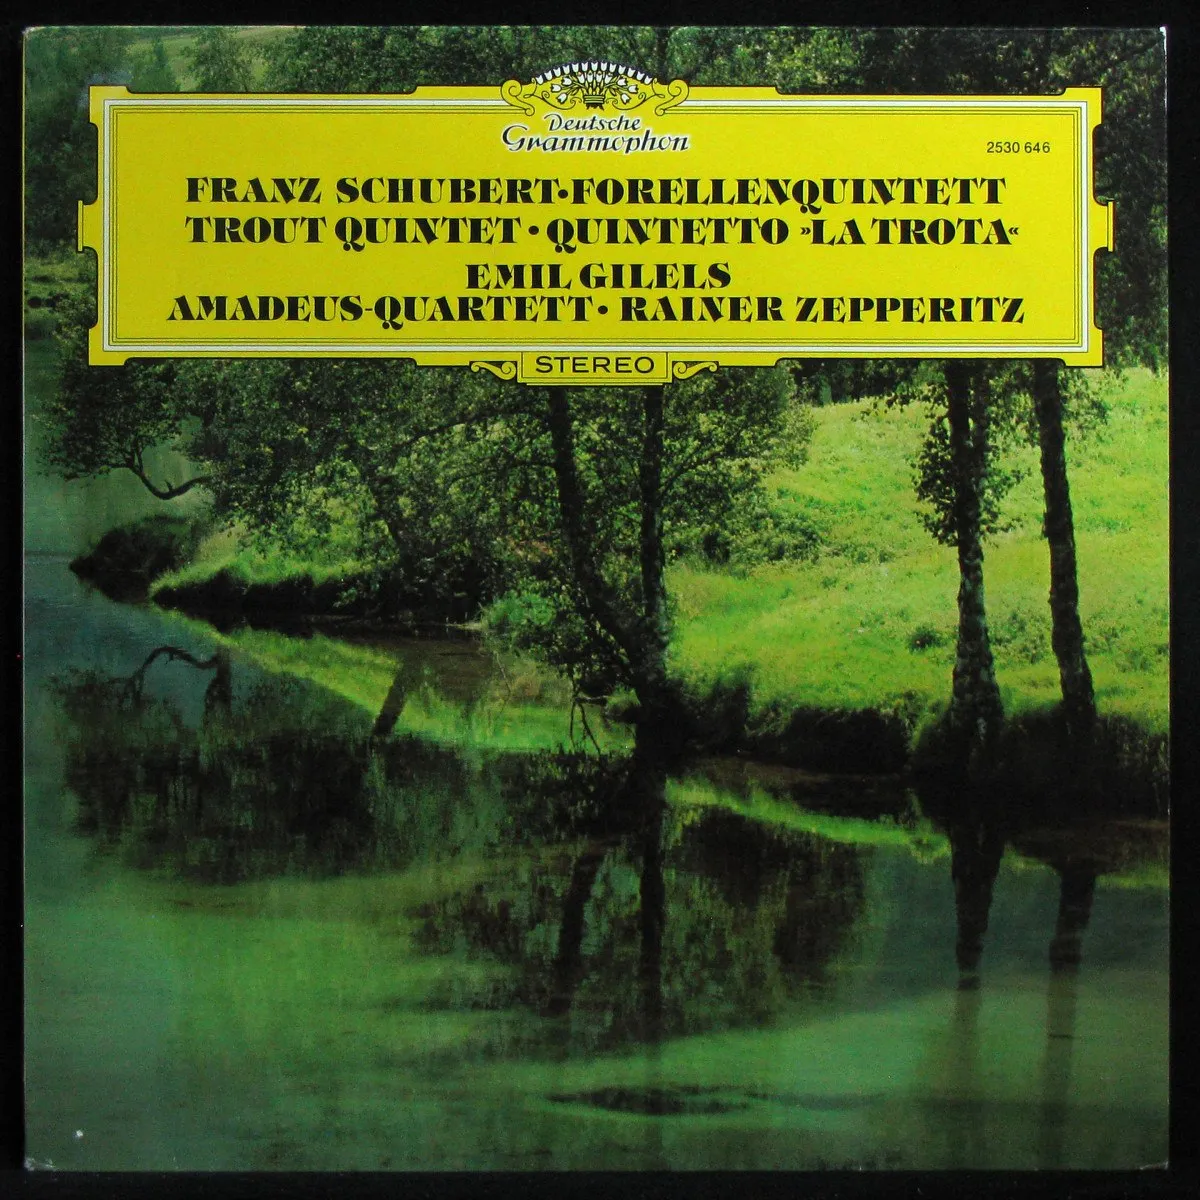 Deutsche
Grammophon
2530 646
FRANZ SCHUBERT·FORELLENQUINTETT
TROUT QUINTET · QUINTETTO »LA TROTA«
EMIL GILELS
AMADEUS-QUARTETT · RAINER ZEPPERITZ
STEREO